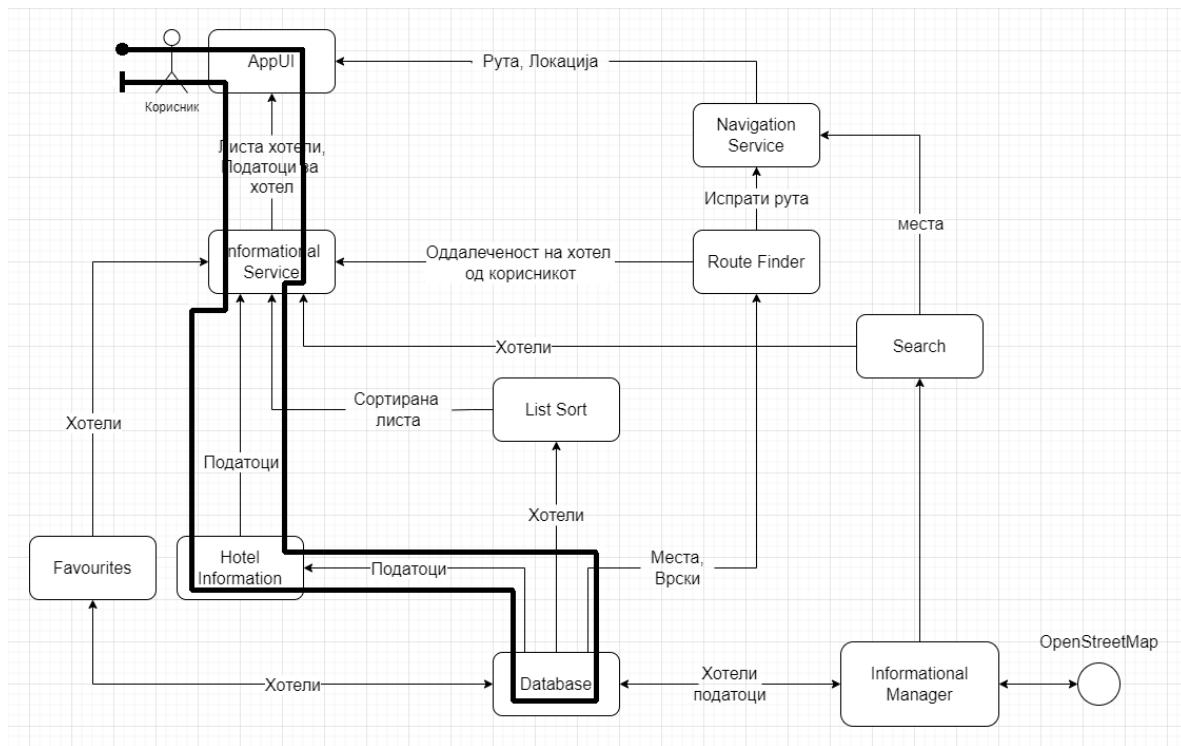 AppUI
Корисник
Рута, Локација
Navigation
Service
Листа хотели,
Податоци за
хотел
Испрати рута
места
Informational
Service
Оддалеченост на хотел
од корисникот
Route Finder
Хотели
Search
Сортирана
листа
List Sort
Хотели
Податоци
Хотели
Favourites
Hotel
Information
Податоци
Места,
Врски
OpenStreetMap
Хотели
Database
Хотели
податоци
Informational
Manager